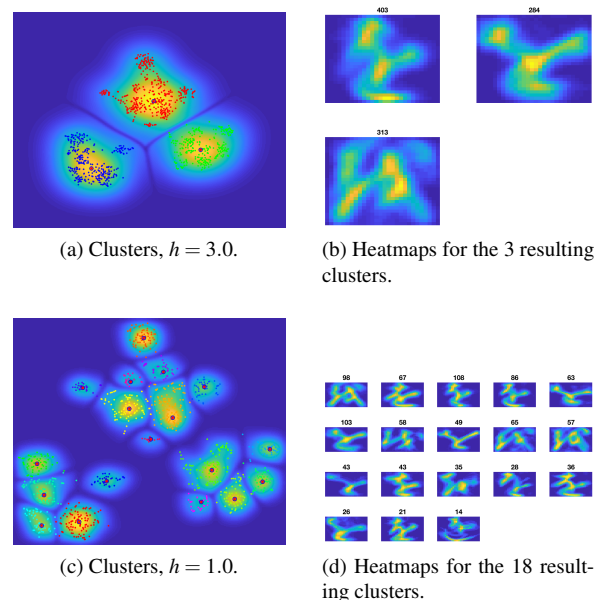 403 284
313
(a) Clusters, h = 3.0.
(b) Heatmaps for the 3 resulting
clusters.
98 67 108 86 63
103 58 49 65 57
43 43 35 28 36
26 21 14
(c) Clusters, h = 1.0.
(d) Heatmaps for the 18 result-
ing clusters.